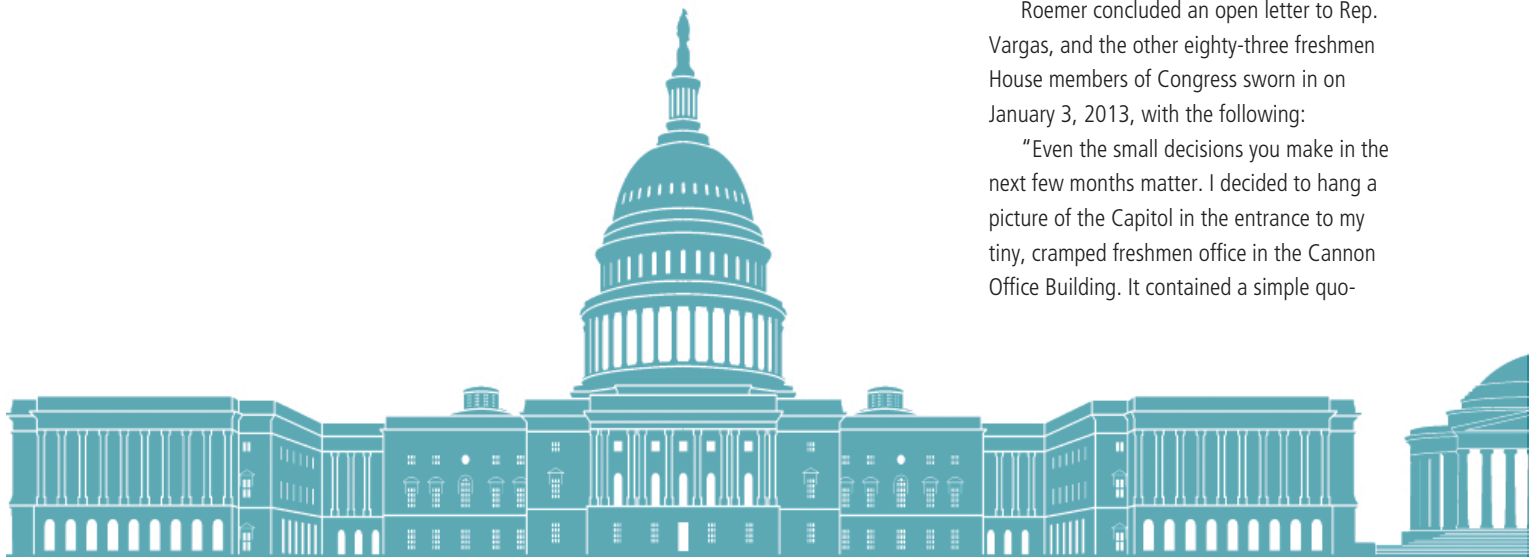 Roemer concluded an open letter to Rep.
Vargas, and the other eighty-three freshmen
House members of Congress sworn in on
January 3, 2013, with the following:
“Even the small decisions you make in the
next few months matter. I decided to hang a
picture of the Capitol in the entrance to my
tiny, cramped freshmen office in the Cannon
Office Building. It contained a simple quo-